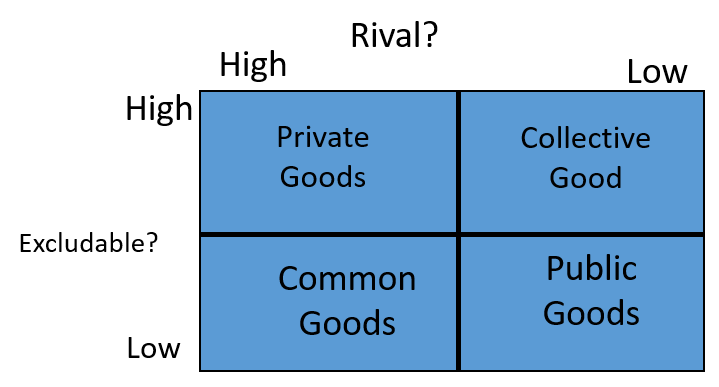 Rival?
High
Low
High
Private
Goods
Collective
Good
Excludable?
Common
Goods
Public
Goods
Low